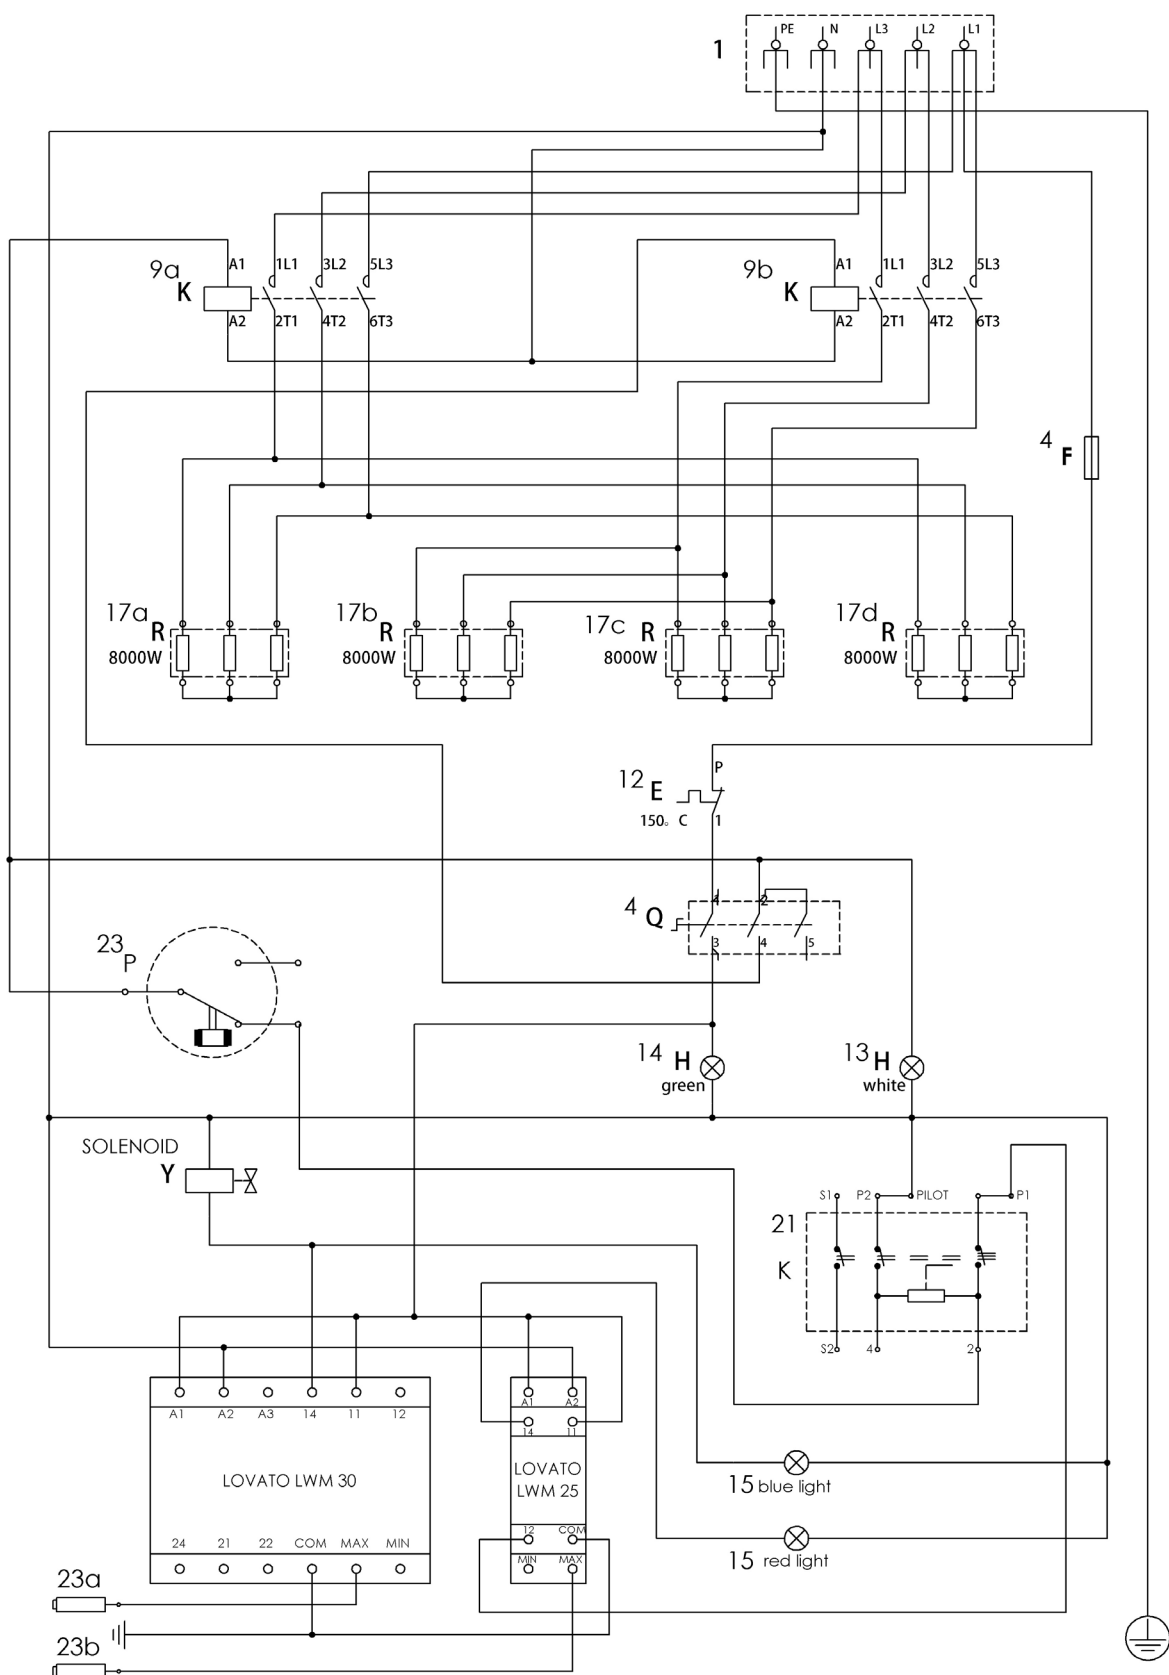 1
PE N L3 L2 L1
9a K A1 1L1 3L2 5L3
A2 2T1 4T2 6T3
9b K A1 1L1 3L2 5L3
A2 2T1 4T2 6T3
4 F
17a R
8000W
17b R
8000W
17c R
8000W
17d R
8000W
P
12 E
150。 C 1
1 2
4 Q
3 4 5
23 P
14 H
green
13 H
white
SOLENOID
Y
S1 P2 PILOT P1
21
K
S2 4 2
A1 A2 A3 14 11 12
LOVATO LWM 30
24 21 22 COM MAX MIN
A1 A2
14 11
LOVATO
LWM 25
12 COM
MIN MAX
15 blue light
15 red light
23a
23b